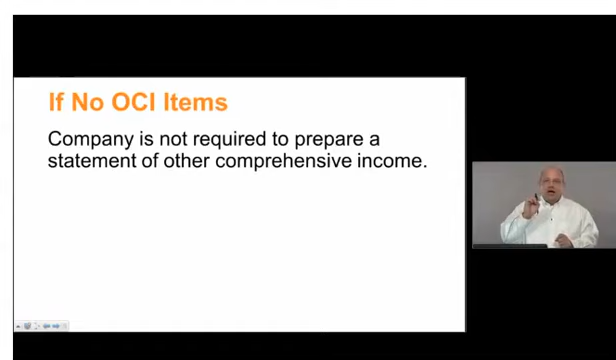 If No OCI Items
Company is not required to prepare a
statement of other comprehensive income.